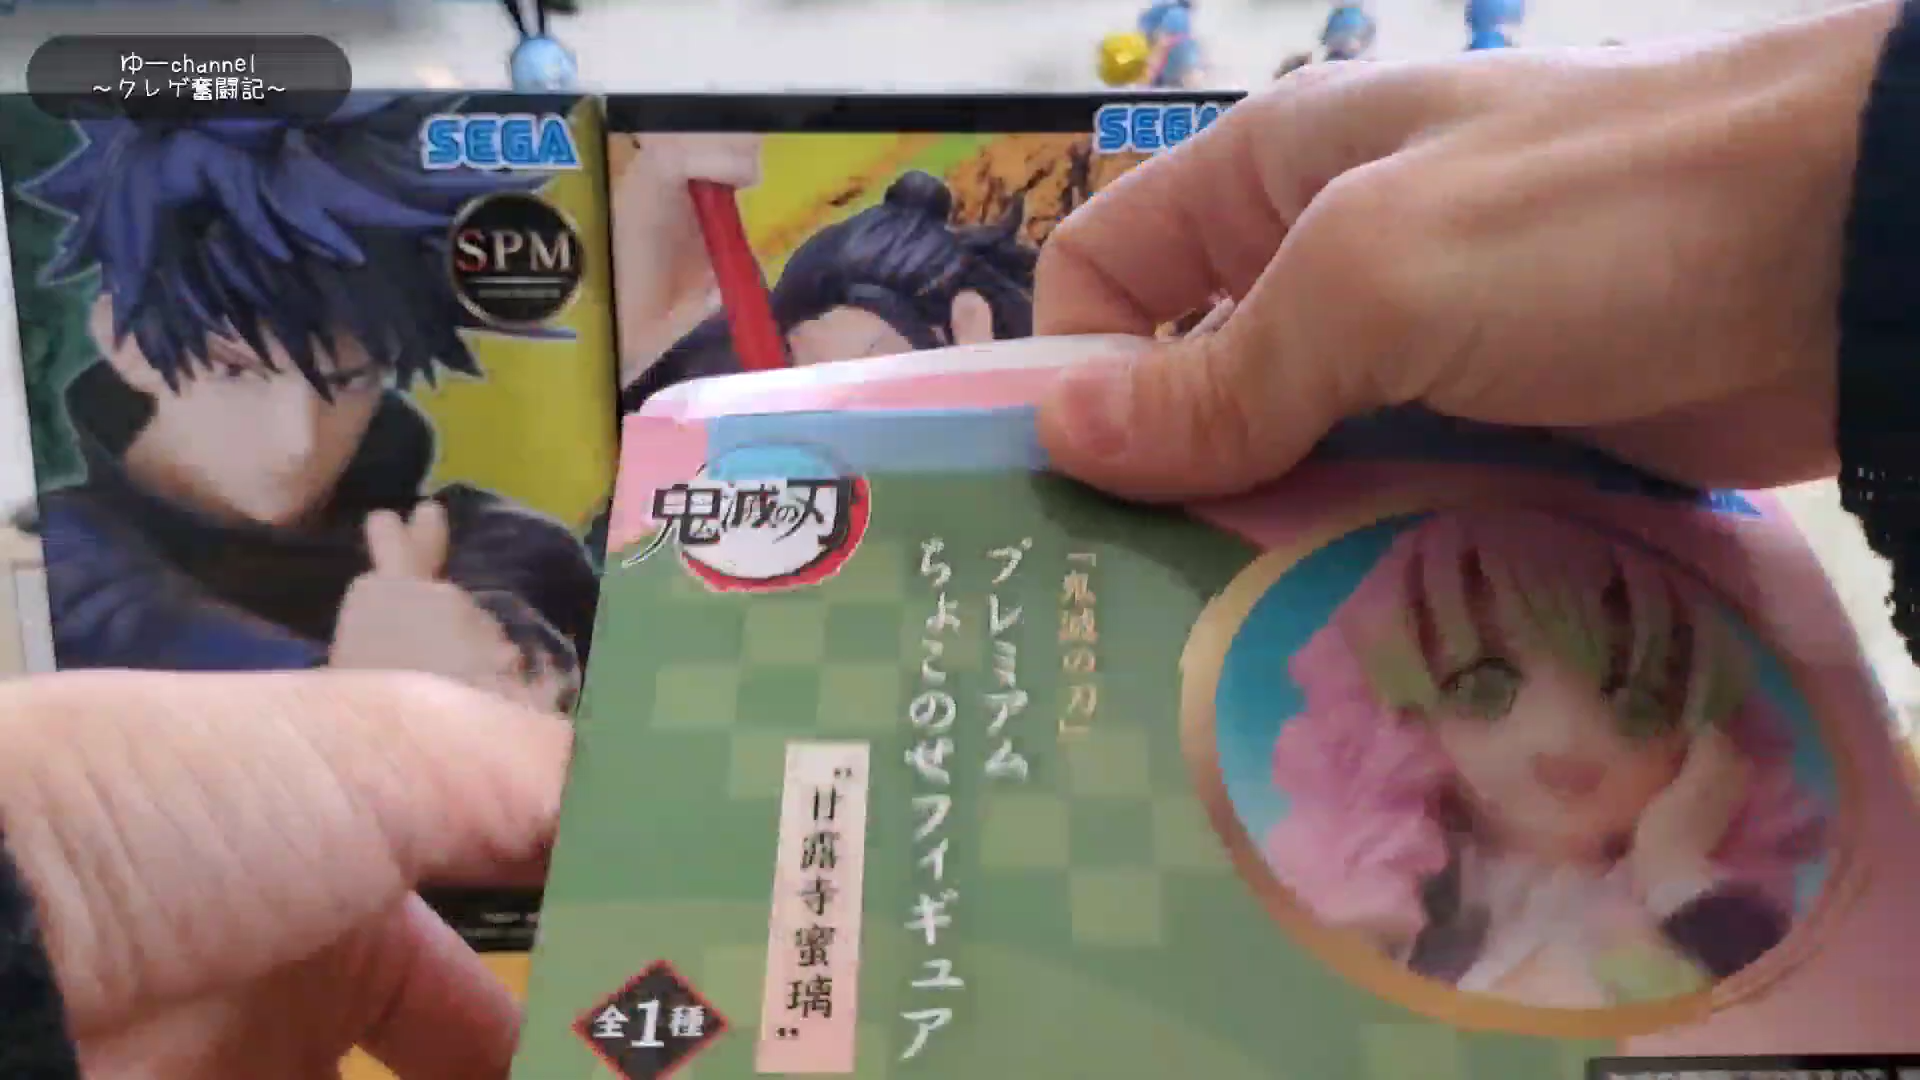 ゆーchannel
～クレゲ奮闘記～
SEGA
SPM
SEGA
鬼滅の刃
『鬼滅の刃』
プレミアム
ちょこのせフィギュア
“甘露寺蜜璃”
全1種